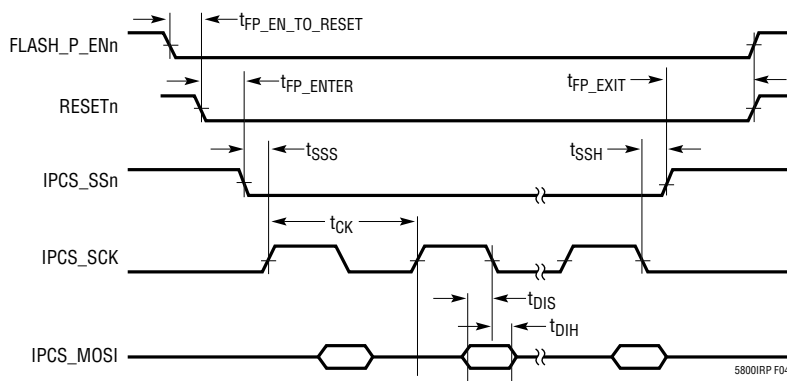 tFP_EN_TO_RESET
FLASH_P_ENn
tFP_ENTER
tFP_EXIT
RESETn
tSSS
tSSH
IPCS_SSn
tCK
IPCS_SCK
tDIS
tDIH
IPCS_MOSI
5800IRP F04